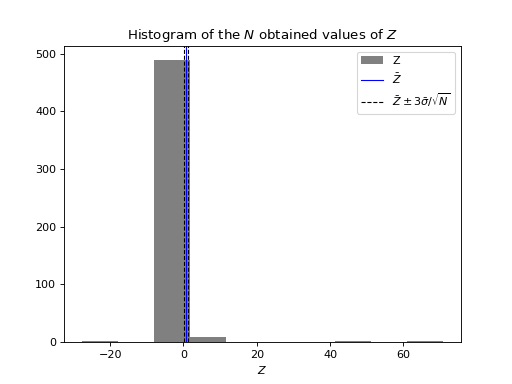 Histogram of the N obtained values of Z
500
400
300
200
100
0
Z
Z̄
Z̄ ± 3σ̄/√N
−20
0
20
40
60
Z